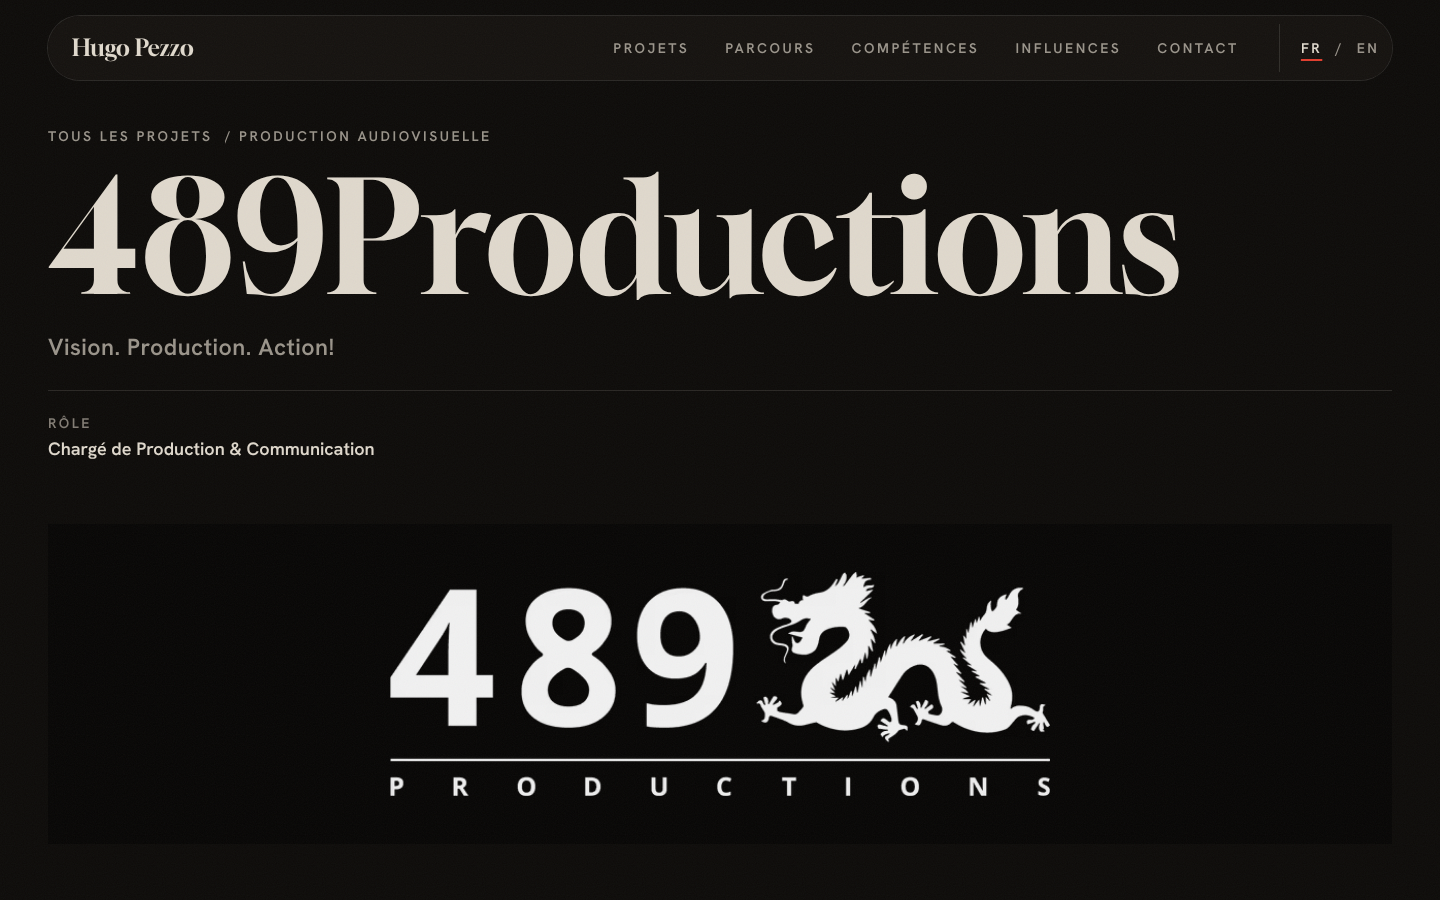 Hugo Pezzo
PROJETS PARCOURS COMPÉTENCES INFLUENCES CONTACT FR / EN
TOUS LES PROJETS / PRODUCTION AUDIOVISUELLE
489Productions
Vision. Production. Action!
RÔLE
Chargé de Production & Communication
489
PRODUCTIONS